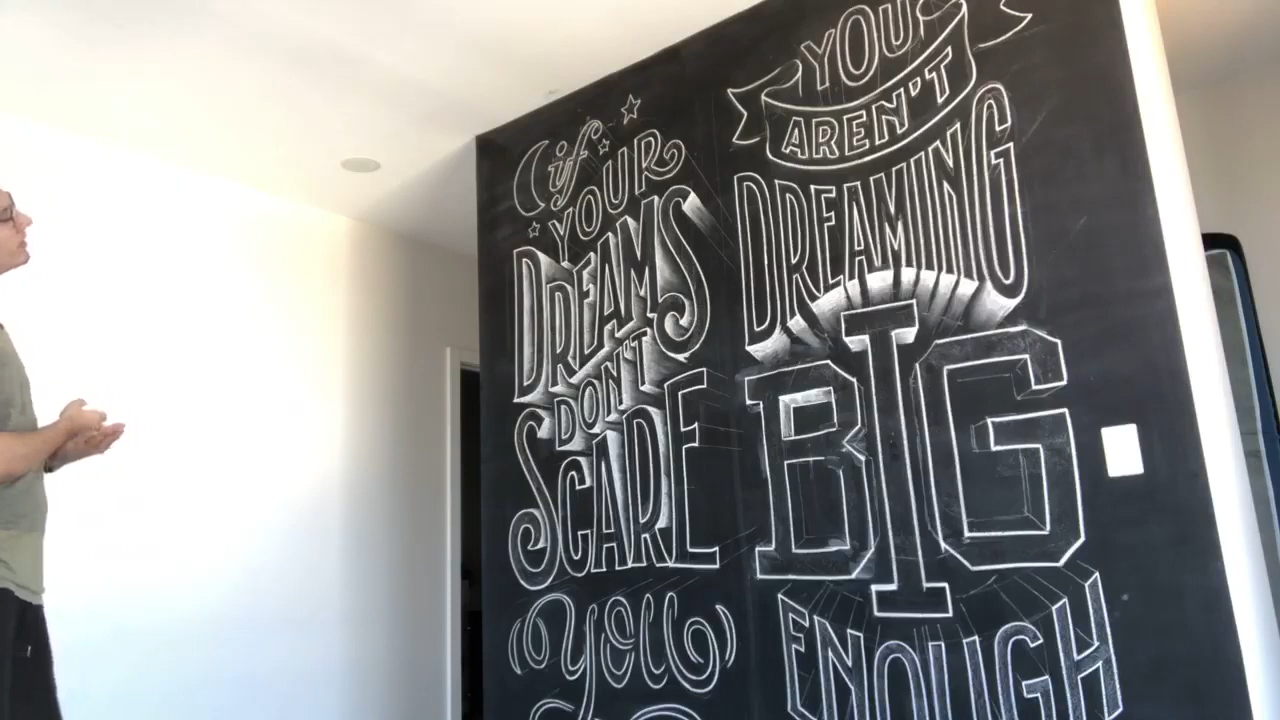 if
YOUR
DREAMS
DON'T
SCARE
YOU
YOU
AREN'T
DREAMING
BIG
ENOUGH